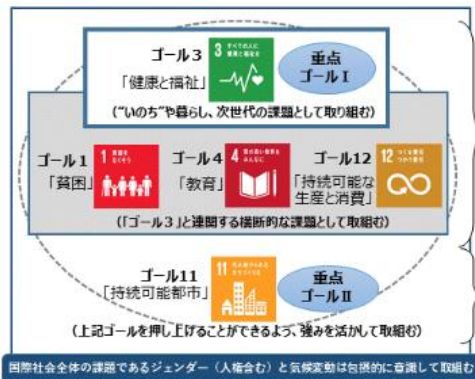 ゴール3
「健康と福祉」
3 すべての人に
健康と福祉を
重点
ゴールⅠ
(“いのち”や暮らし、次世代の課題として取り組む)
ゴール1
「貧困」
1 貧困を
なくそう
ゴール4
「教育」
4 質の高い教育を
みんなに
ゴール12
「持続可能な
生産と消費」
12 つくる責任
つかう責任
(「ゴール3」と連関する横断的な課題として取組む)
ゴール11
「持続可能都市」
11 住み続けられる
まちづくりを
重点
ゴールⅡ
(上記ゴールを押し上げることができるよう、強みを活かして取組む)
国際社会全体の課題であるジェンダー(人権含む)と気候変動は包摂的に意識して取組む